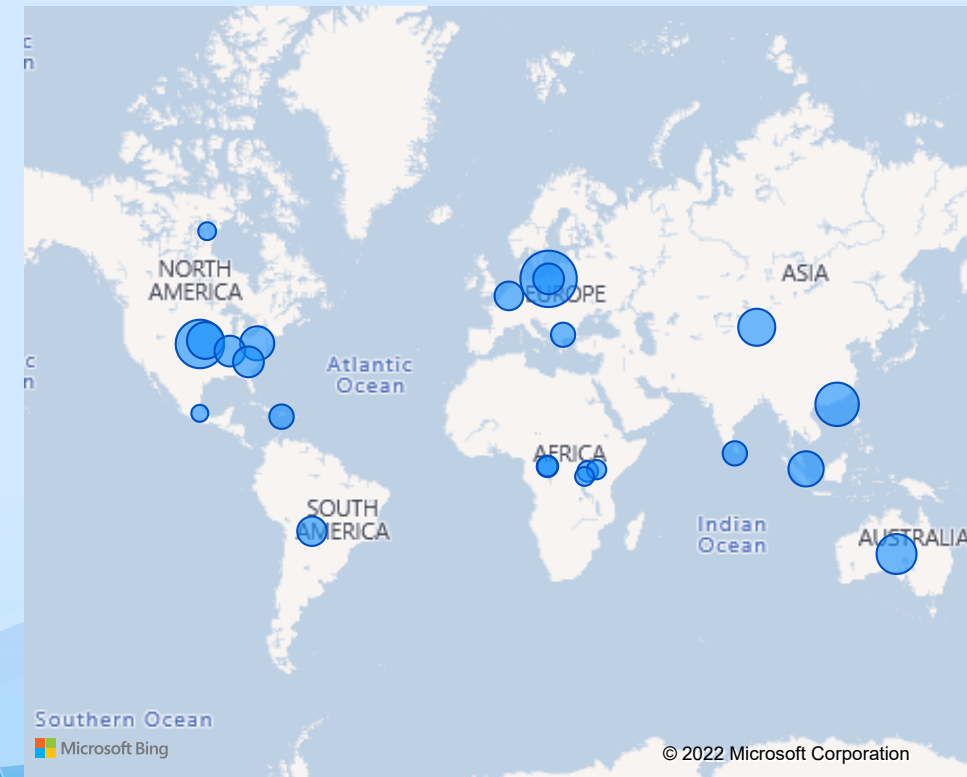 c
n
NORTH
AMERICA
ASIA
EUROPE
Atlantic
Ocean
c
n
AFRICA
SOUTH
AMERICA
Indian
Ocean
AUSTRALIA
Southern Ocean
Microsoft Bing
© 2022 Microsoft Corporation